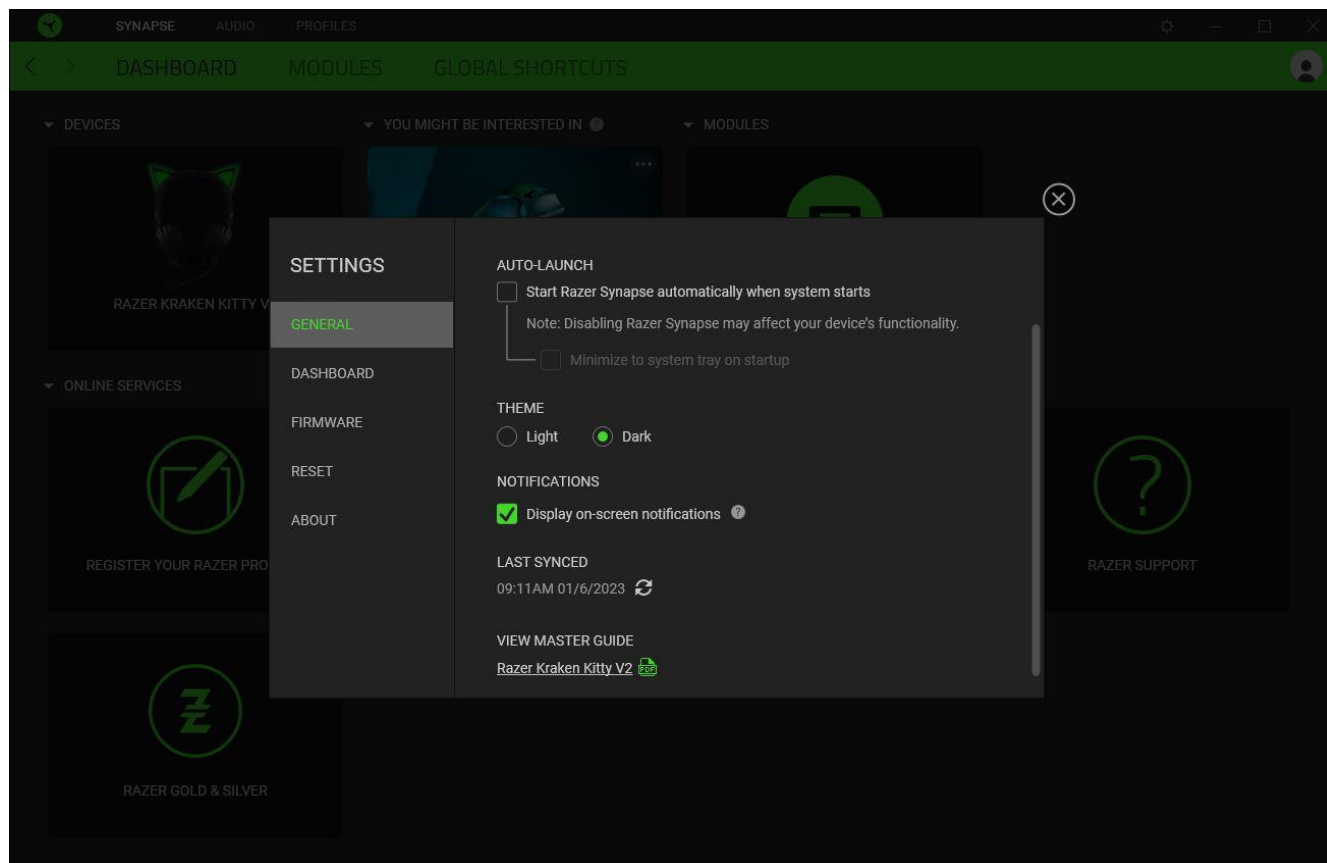 SYNAPSE AUDIO PROFILES
DASHBOARD MODULES GLOBAL SHORTCUTS
DEVICES YOU MIGHT BE INTERESTED IN ? MODULES
RAZER KRAKEN KITTY V
ONLINE SERVICES
REGISTER YOUR RAZER PRO
RAZER SUPPORT
RAZER GOLD & SILVER
SETTINGS
GENERAL
DASHBOARD
FIRMWARE
RESET
ABOUT
AUTO-LAUNCH
Start Razer Synapse automatically when system starts
Note: Disabling Razer Synapse may affect your device's functionality.
Minimize to system tray on startup
THEME
Light Dark
NOTIFICATIONS
Display on-screen notifications ?
LAST SYNCED
09:11AM 01/6/2023
VIEW MASTER GUIDE
Razer Kraken Kitty V2 PDF